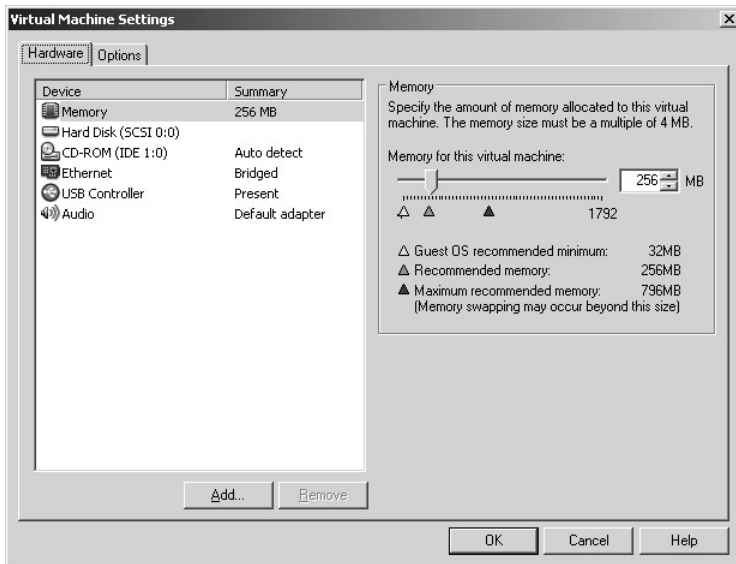 Virtual Machine Settings
Hardware Options
Device Summary
Memory 256 MB
Hard Disk (SCSI 0:0)
CD-ROM (IDE 1:0) Auto detect
Ethernet Bridged
USB Controller Present
Audio Default adapter
Add... Remove
Memory
Specify the amount of memory allocated to this virtual
machine. The memory size must be a multiple of 4 MB.
Memory for this virtual machine:
256 MB
1792
Guest OS recommended minimum: 32MB
Recommended memory: 256MB
Maximum recommended memory: 796MB
(Memory swapping may occur beyond this size)
OK Cancel Help